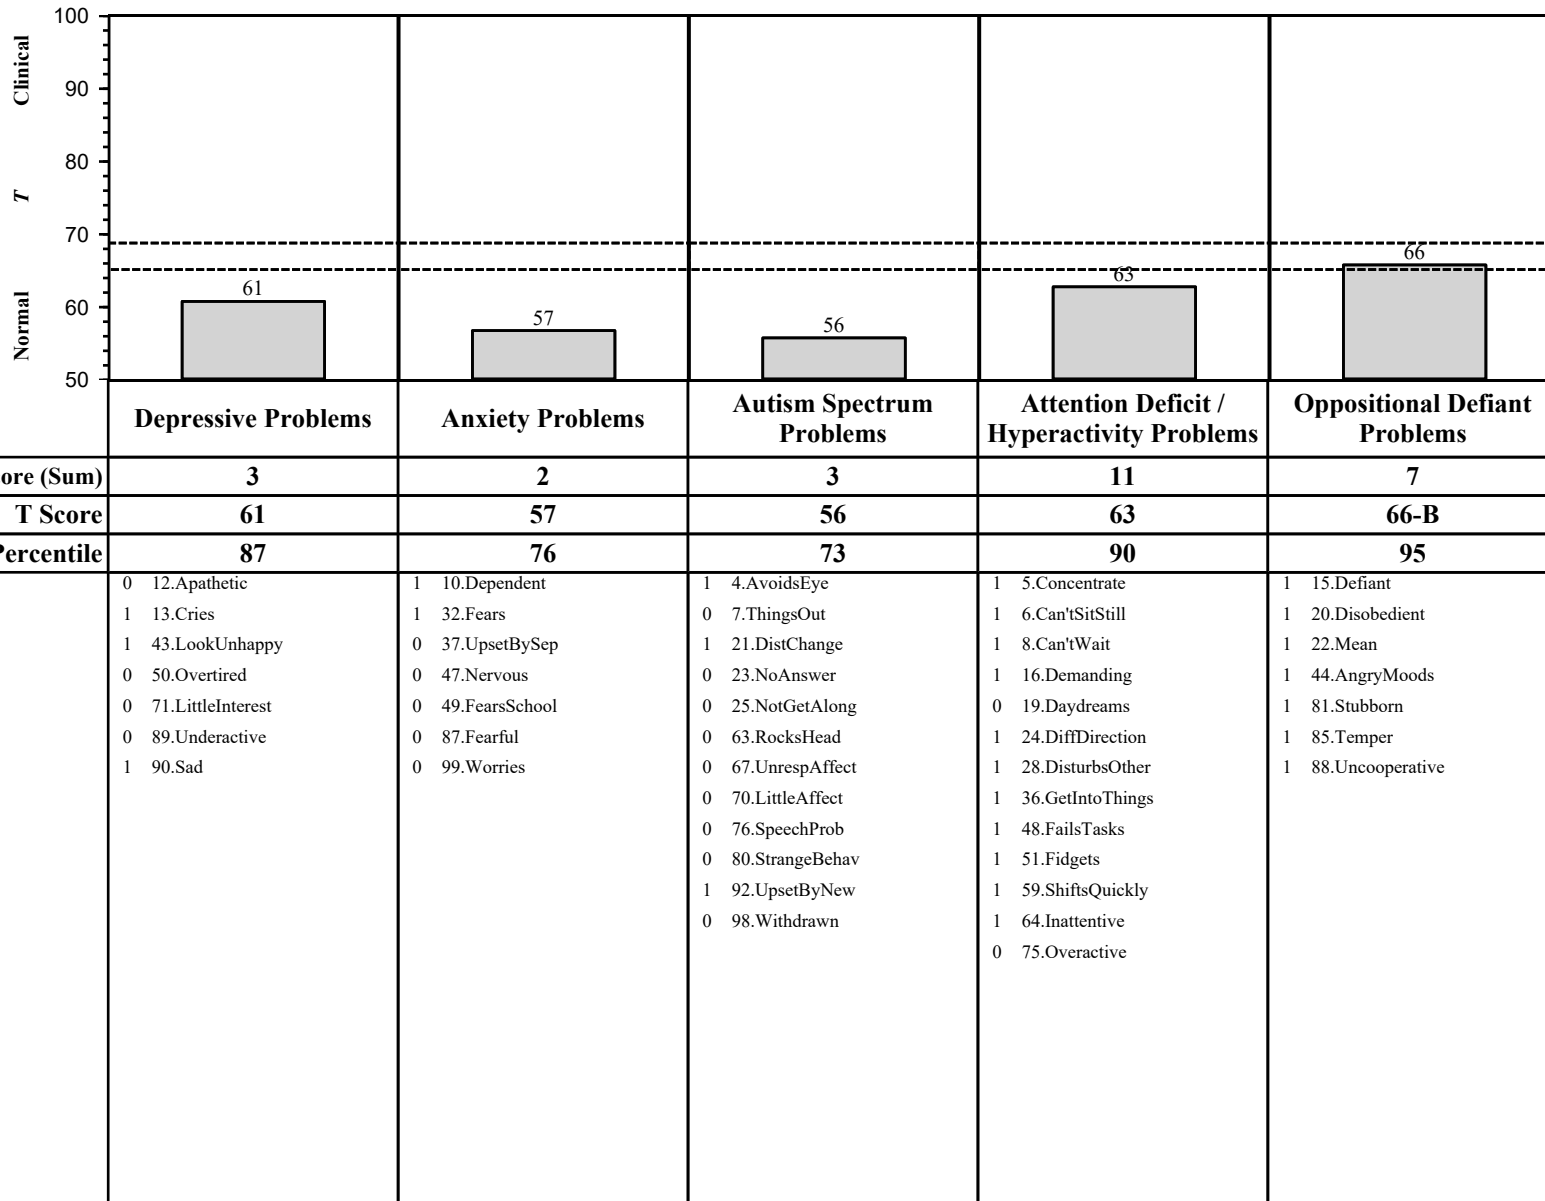 100
90
80
70
60
50
Clinical
T
Normal
61
57
56
63
66
Depressive Problems
Anxiety Problems
Autism Spectrum
Problems
Attention Deficit /
Hyperactivity Problems
Oppositional Defiant
Problems
ore (Sum) 3 2 3 11 7
T Score 61 57 56 63 66-B
Percentile 87 76 73 90 95
0 12.Apathetic
1 13.Cries
1 43.LookUnhappy
0 50.Overtired
0 71.LittleInterest
0 89.Underactive
1 90.Sad
1 10.Dependent
1 32.Fears
0 37.UpsetBySep
0 47.Nervous
0 49.FearsSchool
0 87.Fearful
0 99.Worries
1 4.AvoidsEye
0 7.ThingsOut
1 21.DistChange
0 23.NoAnswer
0 25.NotGetAlong
0 63.RocksHead
0 67.UnrespAffect
0 70.LittleAffect
0 76.SpeechProb
0 80.StrangeBehav
1 92.UpsetByNew
0 98.Withdrawn
1 5.Concentrate
1 6.Can'tSitStill
1 8.Can'tWait
1 16.Demanding
0 19.Daydreams
1 24.DiffDirection
1 28.DisturbsOther
1 36.GetIntoThings
1 48.FailsTasks
1 51.Fidgets
1 59.ShiftsQuickly
1 64.Inattentive
0 75.Overactive
1 15.Defiant
1 20.Disobedient
1 22.Mean
1 44.AngryMoods
1 81.Stubborn
1 85.Temper
1 88.Uncooperative